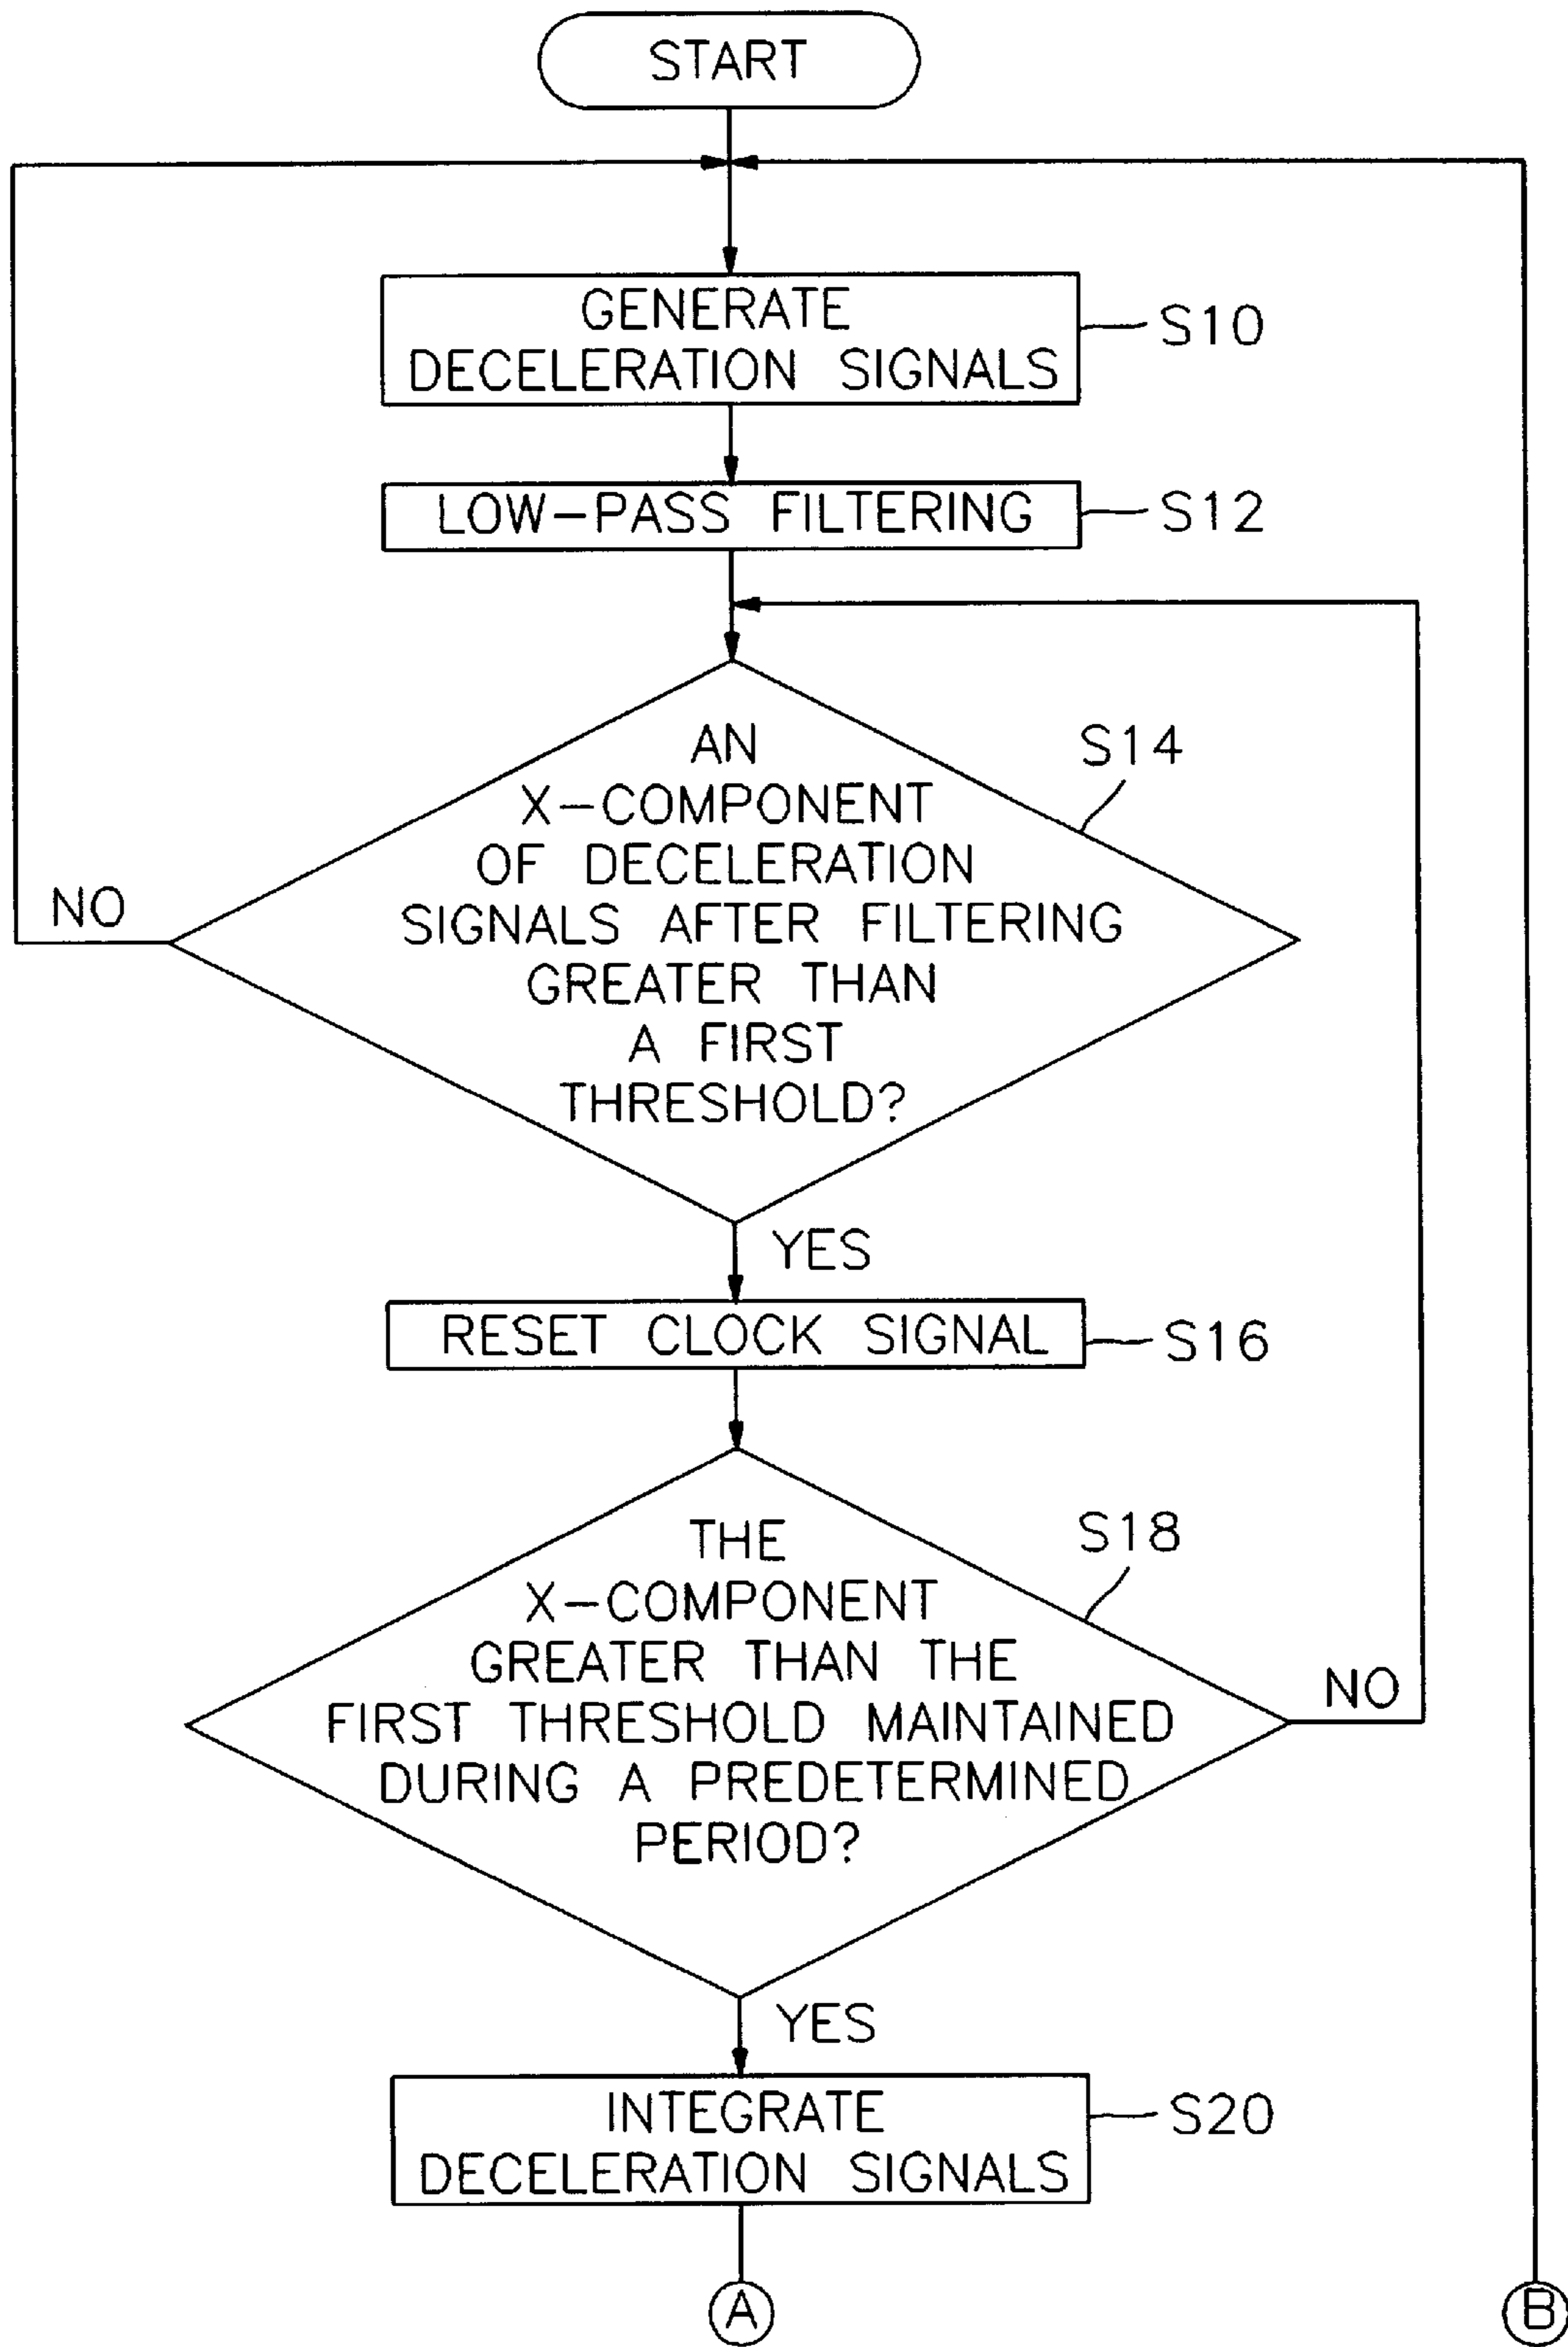 START
GENERATE
DECELERATION SIGNALS
S10
LOW-PASS FILTERING
S12
AN
X-COMPONENT
OF DECELERATION
SIGNALS AFTER FILTERING
GREATER THAN
A FIRST
THRESHOLD?
S14
NO
YES
RESET CLOCK SIGNAL
S16
THE
X-COMPONENT
GREATER THAN THE
FIRST THRESHOLD MAINTAINED
DURING A PREDETERMINED
PERIOD?
S18
NO
YES
INTEGRATE
DECELERATION SIGNALS
S20
A
B